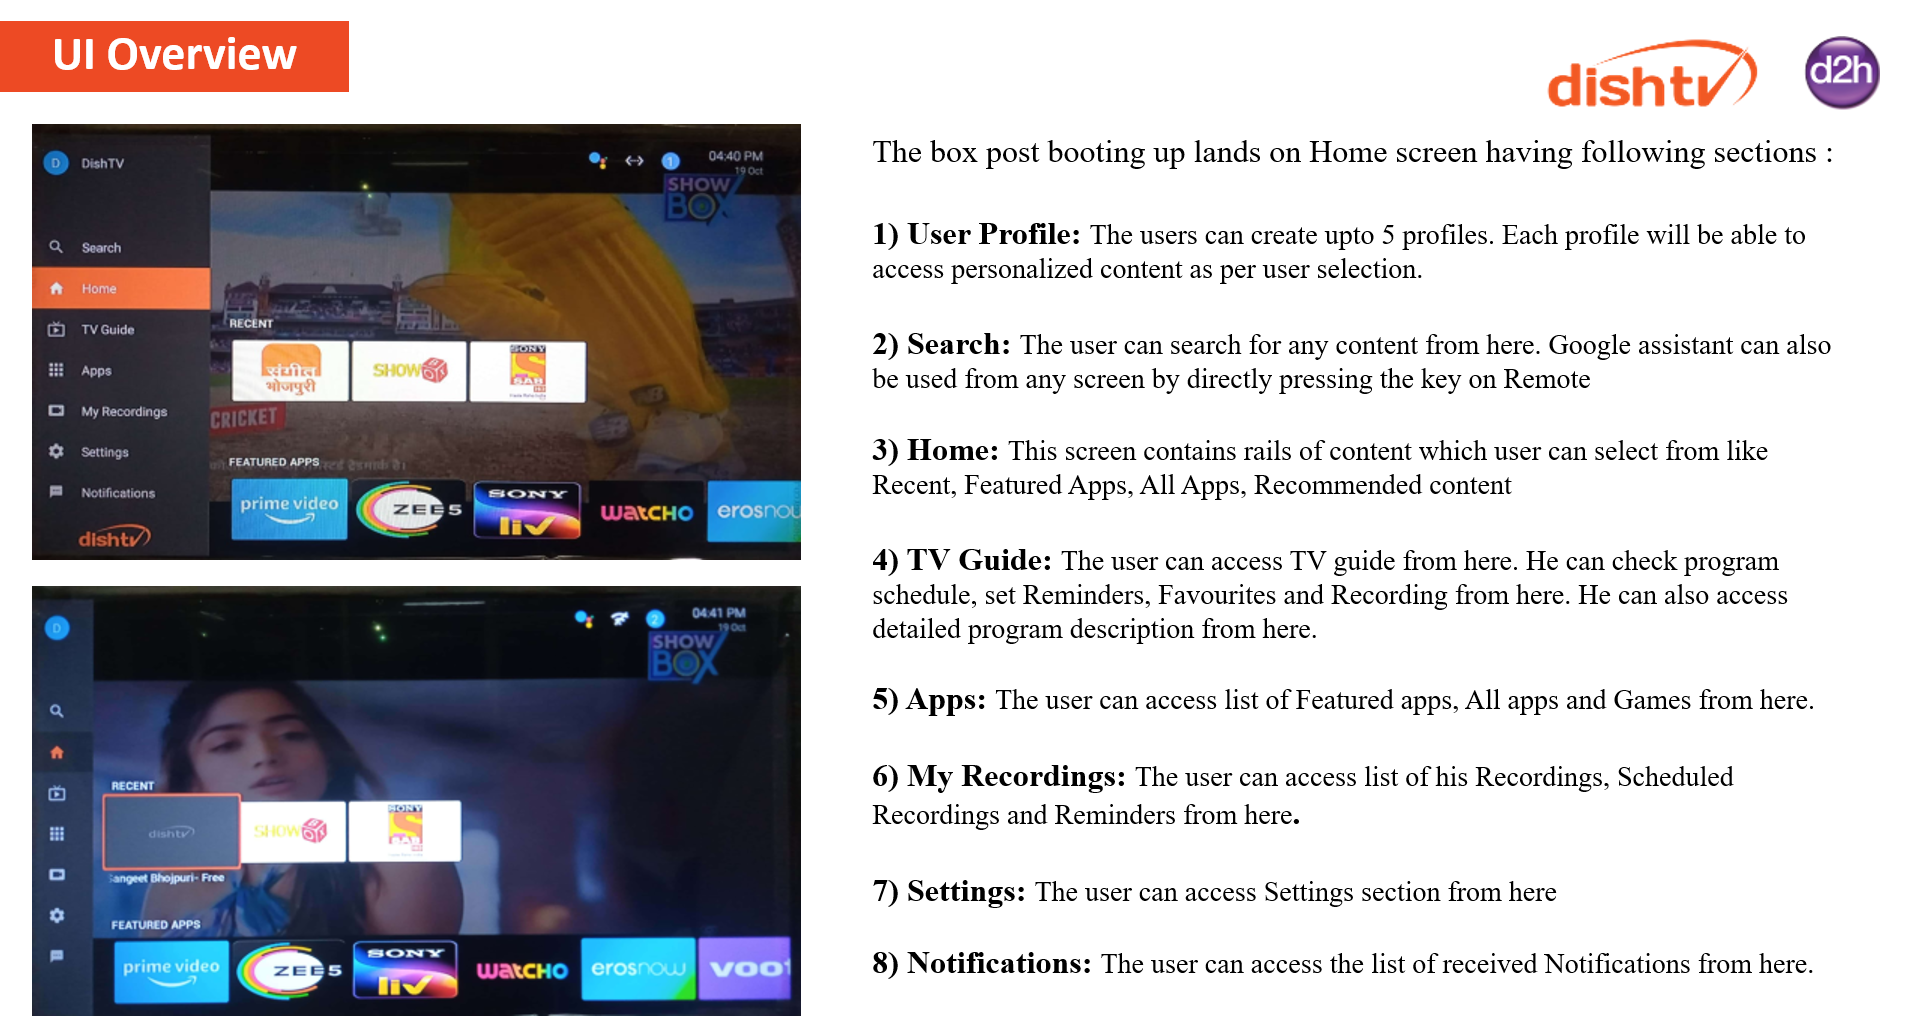 UI Overview
dishtv
d2h
D
DishTV
1
04:40 PM
19 Oct
SHOW
BOX
Search
Home
TV Guide
Apps
My Recordings
Settings
Notifications
dishtv
RECENT
संगीत
भोजपुरी
SHOW
BOX
SONY
SAB
HD
CRICKET
FEATURED APPS
prime video
ZEE5
SONY
liv
WATCHO
erosnow
D
2
04:41 PM
19 Oct
SHOW
BOX
RECENT
dishtv
SHOW
BOX
SONY
SAB
HD
Sangeet Bhojpuri- Free
FEATURED APPS
prime video
ZEE5
SONY
liv
WATCHO
erosnow
VOOT
The box post booting up lands on Home screen having following sections :
1) User Profile: The users can create upto 5 profiles. Each profile will be able to
access personalized content as per user selection.
2) Search: The user can search for any content from here. Google assistant can also
be used from any screen by directly pressing the key on Remote
3) Home: This screen contains rails of content which user can select from like
Recent, Featured Apps, All Apps, Recommended content
4) TV Guide: The user can access TV guide from here. He can check program
schedule, set Reminders, Favourites and Recording from here. He can also access
detailed program description from here.
5) Apps: The user can access list of Featured apps, All apps and Games from here.
6) My Recordings: The user can access list of his Recordings, Scheduled
Recordings and Reminders from here.
7) Settings: The user can access Settings section from here
8) Notifications: The user can access the list of received Notifications from here.